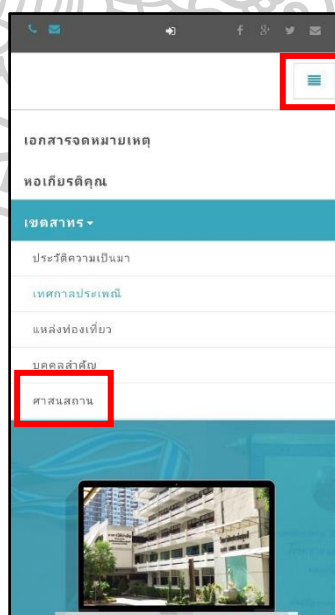 เอกสารจดหมายเหตุ
หอเกียรติคุณ
เขตสาทร
ประวัติความเป็นมา
เทศกาลประเพณี
แหล่งท่องเที่ยว
บุคคลสำคัญ
ศาสนสถาน